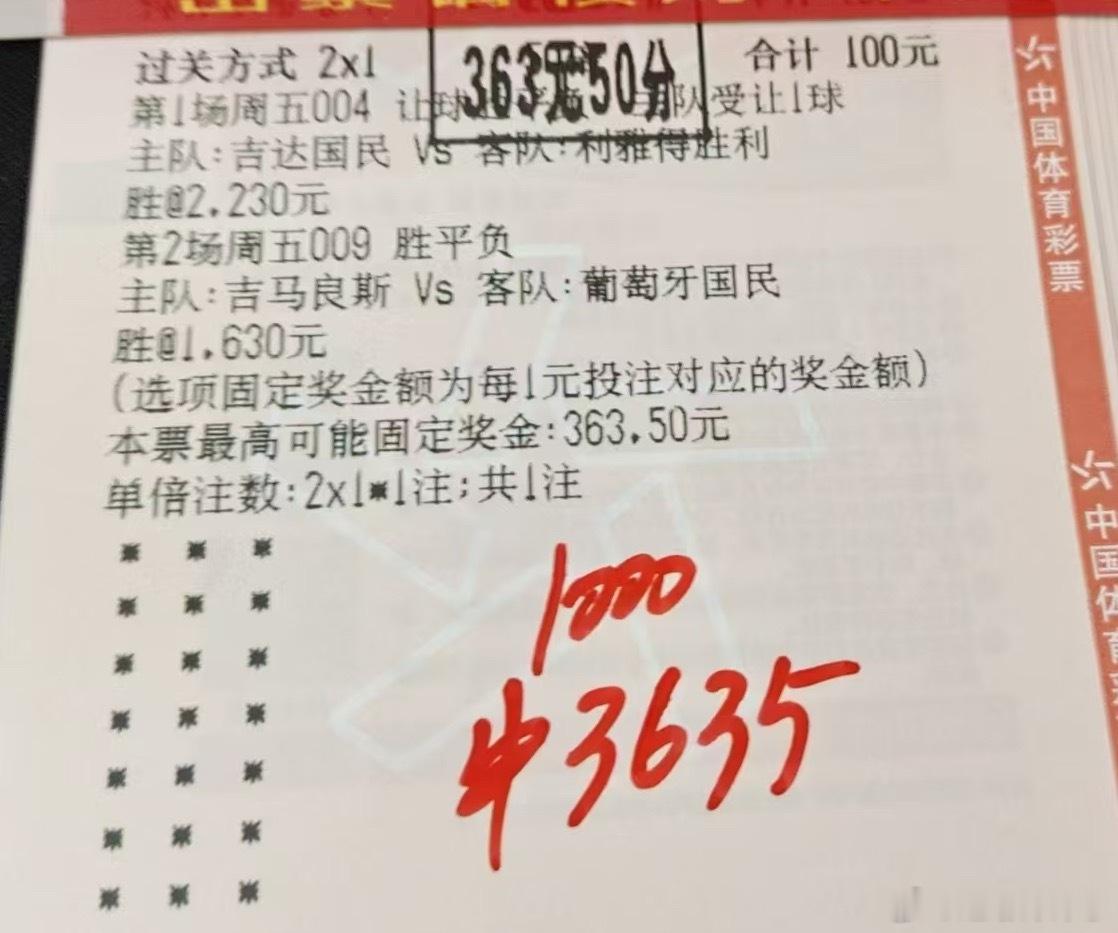 过关方式 2x1
363元50分
合计 100元
第1场周五004 让球 队受让1球
主队:吉达国民 Vs 客队:利雅得胜利
胜@2.230元
第2场周五009 胜平负
主队:吉马良斯 Vs 客队:葡萄牙国民
胜@1.630元
(选项固定奖金额为每1元投注对应的奖金额)
本票最高可能固定奖金:363.50元
单倍注数:2x1*1注;共1注
1000
中3635
中国体育彩票
中国体育